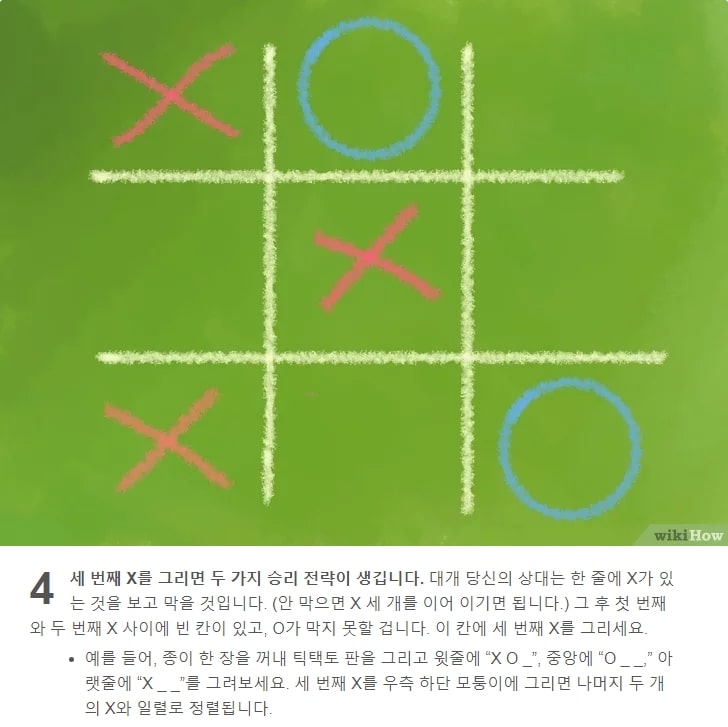 wikiHow
4 세 번째 X를 그리면 두 가지 승리 전략이 생깁니다. 대개 당신의 상대는 한 줄에 X가 있
는 것을 보고 막을 것입니다. (안 막으면 X 세 개를 이어 이기면 됩니다.) 그 후 첫 번째
와 두 번째 X 사이에 빈 칸이 있고, O가 막지 못할 겁니다. 이 칸에 세 번째 X를 그리세요.
• 예를 들어, 종이 한 장을 꺼내 틱택토 판을 그리고 윗줄에 “X O _”, 중앙에 “O _ _,” 아
랫줄에 “X _ _”를 그려보세요. 세 번째 X를 우측 하단 모퉁이에 그리면 나머지 두 개
의 X와 일렬로 정렬됩니다.